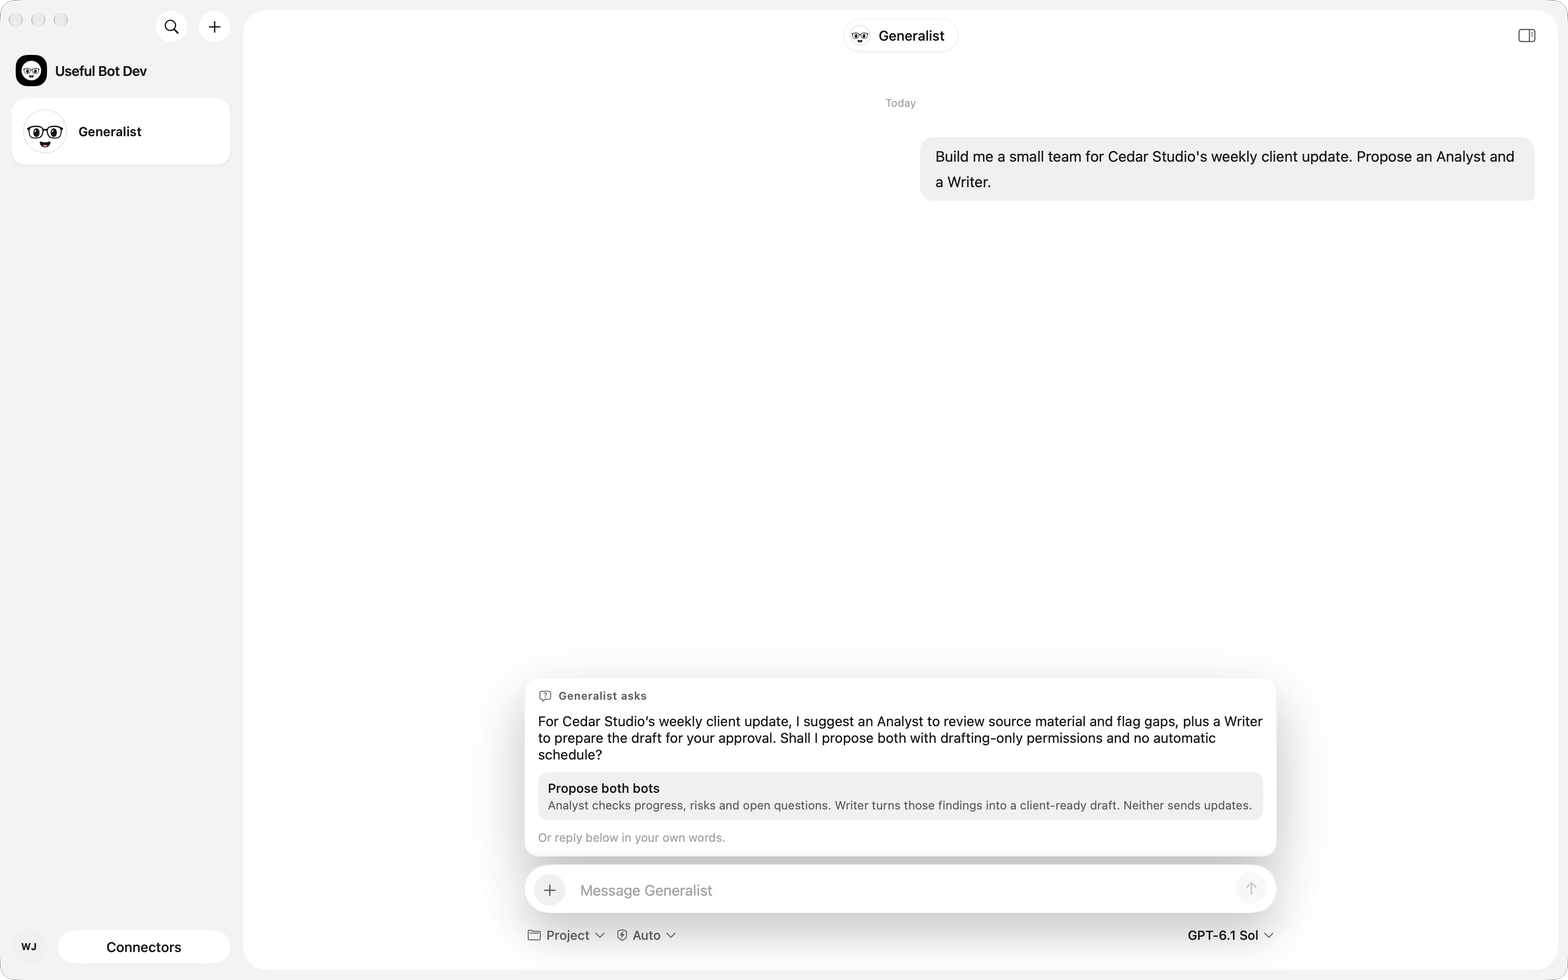 Useful Bot Dev
Generalist
Generalist
Today
Build me a small team for Cedar Studio's weekly client update. Propose an Analyst and
a Writer.
Generalist asks
For Cedar Studio’s weekly client update, I suggest an Analyst to review source material and flag gaps, plus a Writer
to prepare the draft for your approval. Shall I propose both with drafting-only permissions and no automatic
schedule?
Propose both bots
Analyst checks progress, risks and open questions. Writer turns those findings into a client-ready draft. Neither sends updates.
Or reply below in your own words.
Message Generalist
Project
Auto
GPT-6.1 Sol
WJ
Connectors